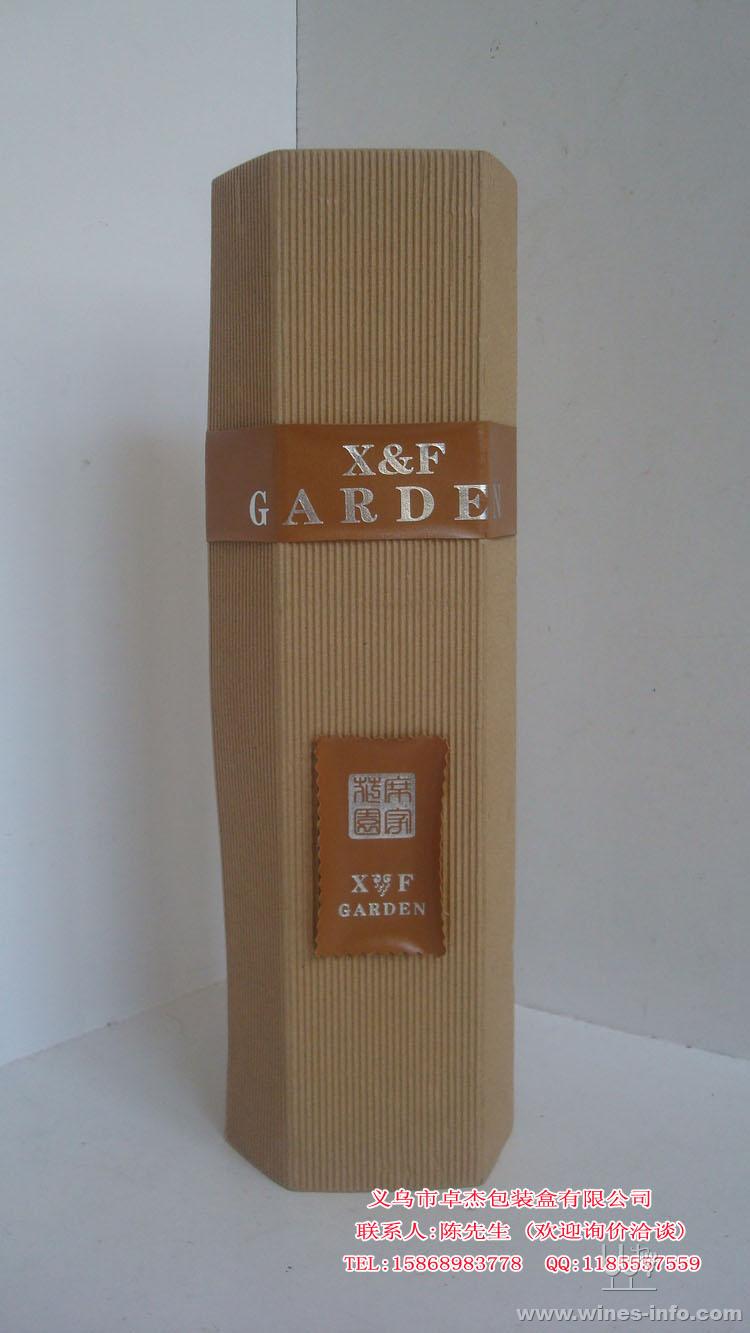 X&F
GARDEN
席家
花園
X F
GARDEN
义乌市卓杰包装盒有限公司
联系人:陈先生 (欢迎询价洽谈)
TEL:15868983778 QQ:1185557559
www.wines-info.com